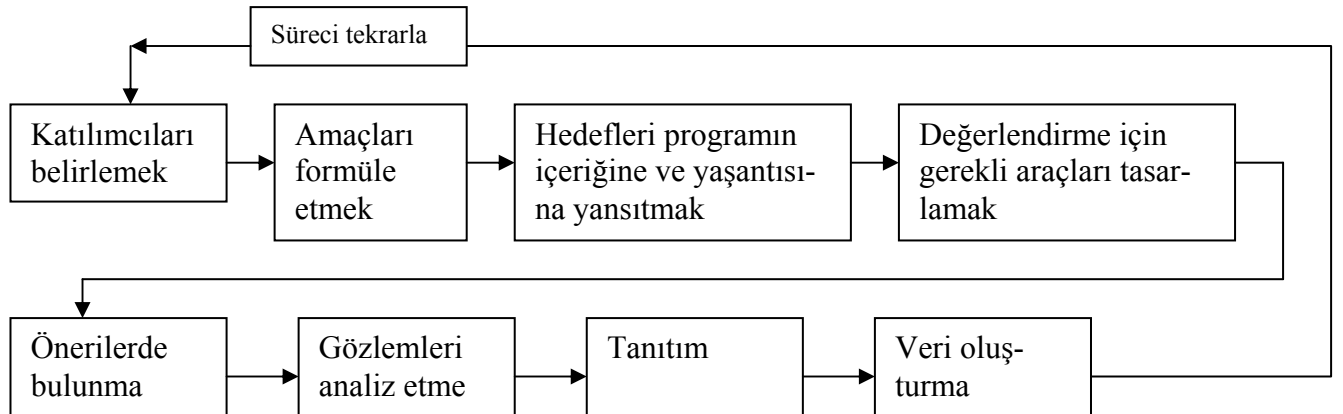 Süreci tekrarla
Katılımcıları
belirlemek
Amaçları
formüle
etmek
Hedefleri programın
içeriğine ve yaşantısı-
na yansıtmak
Değerlendirme için
gerekli araçları tasar-
lamak
Önerilerde
bulunma
Gözlemleri
analiz etme
Tanıtım
Veri oluş-
turma